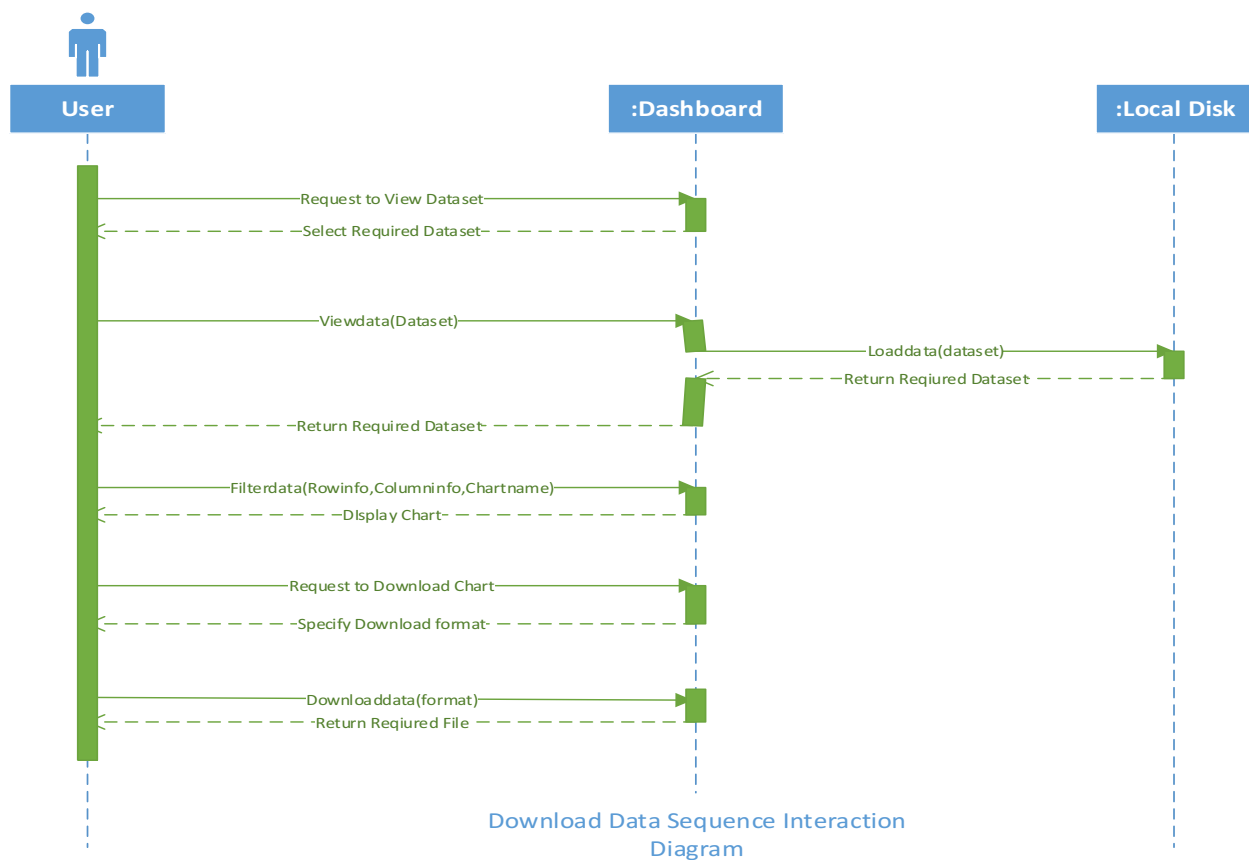 User
:Dashboard
:Local Disk
Request to View Dataset
Select Required Dataset
Viewdata(Dataset)
Loaddata(dataset)
Return Reqiured Dataset
Return Required Dataset
Filterdata(Rowinfo,Columninfo,Chartname)
DIsplay Chart
Request to Download Chart
Specify Download format
Downloaddata(format)
Return Reqiured File
Download Data Sequence Interaction
Diagram